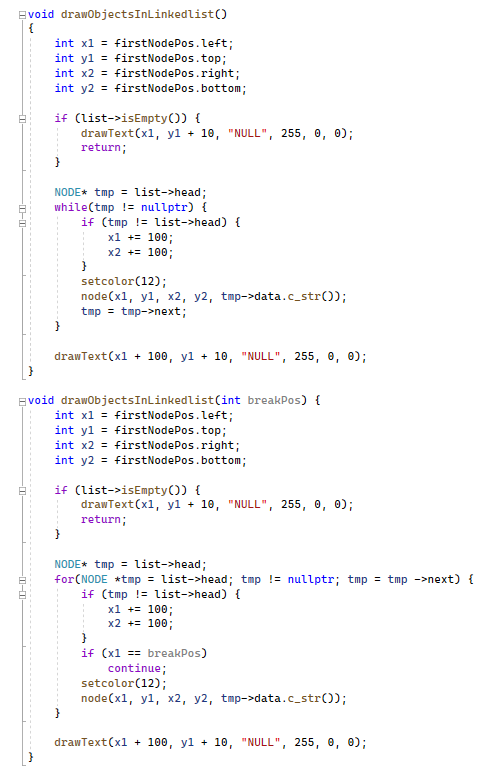 void drawObjectsInLinkedlist()
{
    int x1 = firstNodePos.left;
    int y1 = firstNodePos.top;
    int x2 = firstNodePos.right;
    int y2 = firstNodePos.bottom;

    if (list->isEmpty()) {
        drawText(x1, y1 + 10, "NULL", 255, 0, 0);
        return;
    }

    NODE* tmp = list->head;
    while(tmp != nullptr) {
        if (tmp != list->head) {
            x1 += 100;
            x2 += 100;
        }
        setcolor(12);
        node(x1, y1, x2, y2, tmp->data.c_str());
        tmp = tmp->next;
    }

    drawText(x1 + 100, y1 + 10, "NULL", 255, 0, 0);
}

void drawObjectsInLinkedlist(int breakPos) {
    int x1 = firstNodePos.left;
    int y1 = firstNodePos.top;
    int x2 = firstNodePos.right;
    int y2 = firstNodePos.bottom;

    if (list->isEmpty()) {
        drawText(x1, y1 + 10, "NULL", 255, 0, 0);
        return;
    }

    NODE* tmp = list->head;
    for(NODE *tmp = list->head; tmp != nullptr; tmp = tmp ->next) {
        if (tmp != list->head) {
            x1 += 100;
            x2 += 100;
        }
        if (x1 == breakPos)
            continue;
        setcolor(12);
        node(x1, y1, x2, y2, tmp->data.c_str());
    }

    drawText(x1 + 100, y1 + 10, "NULL", 255, 0, 0);
}